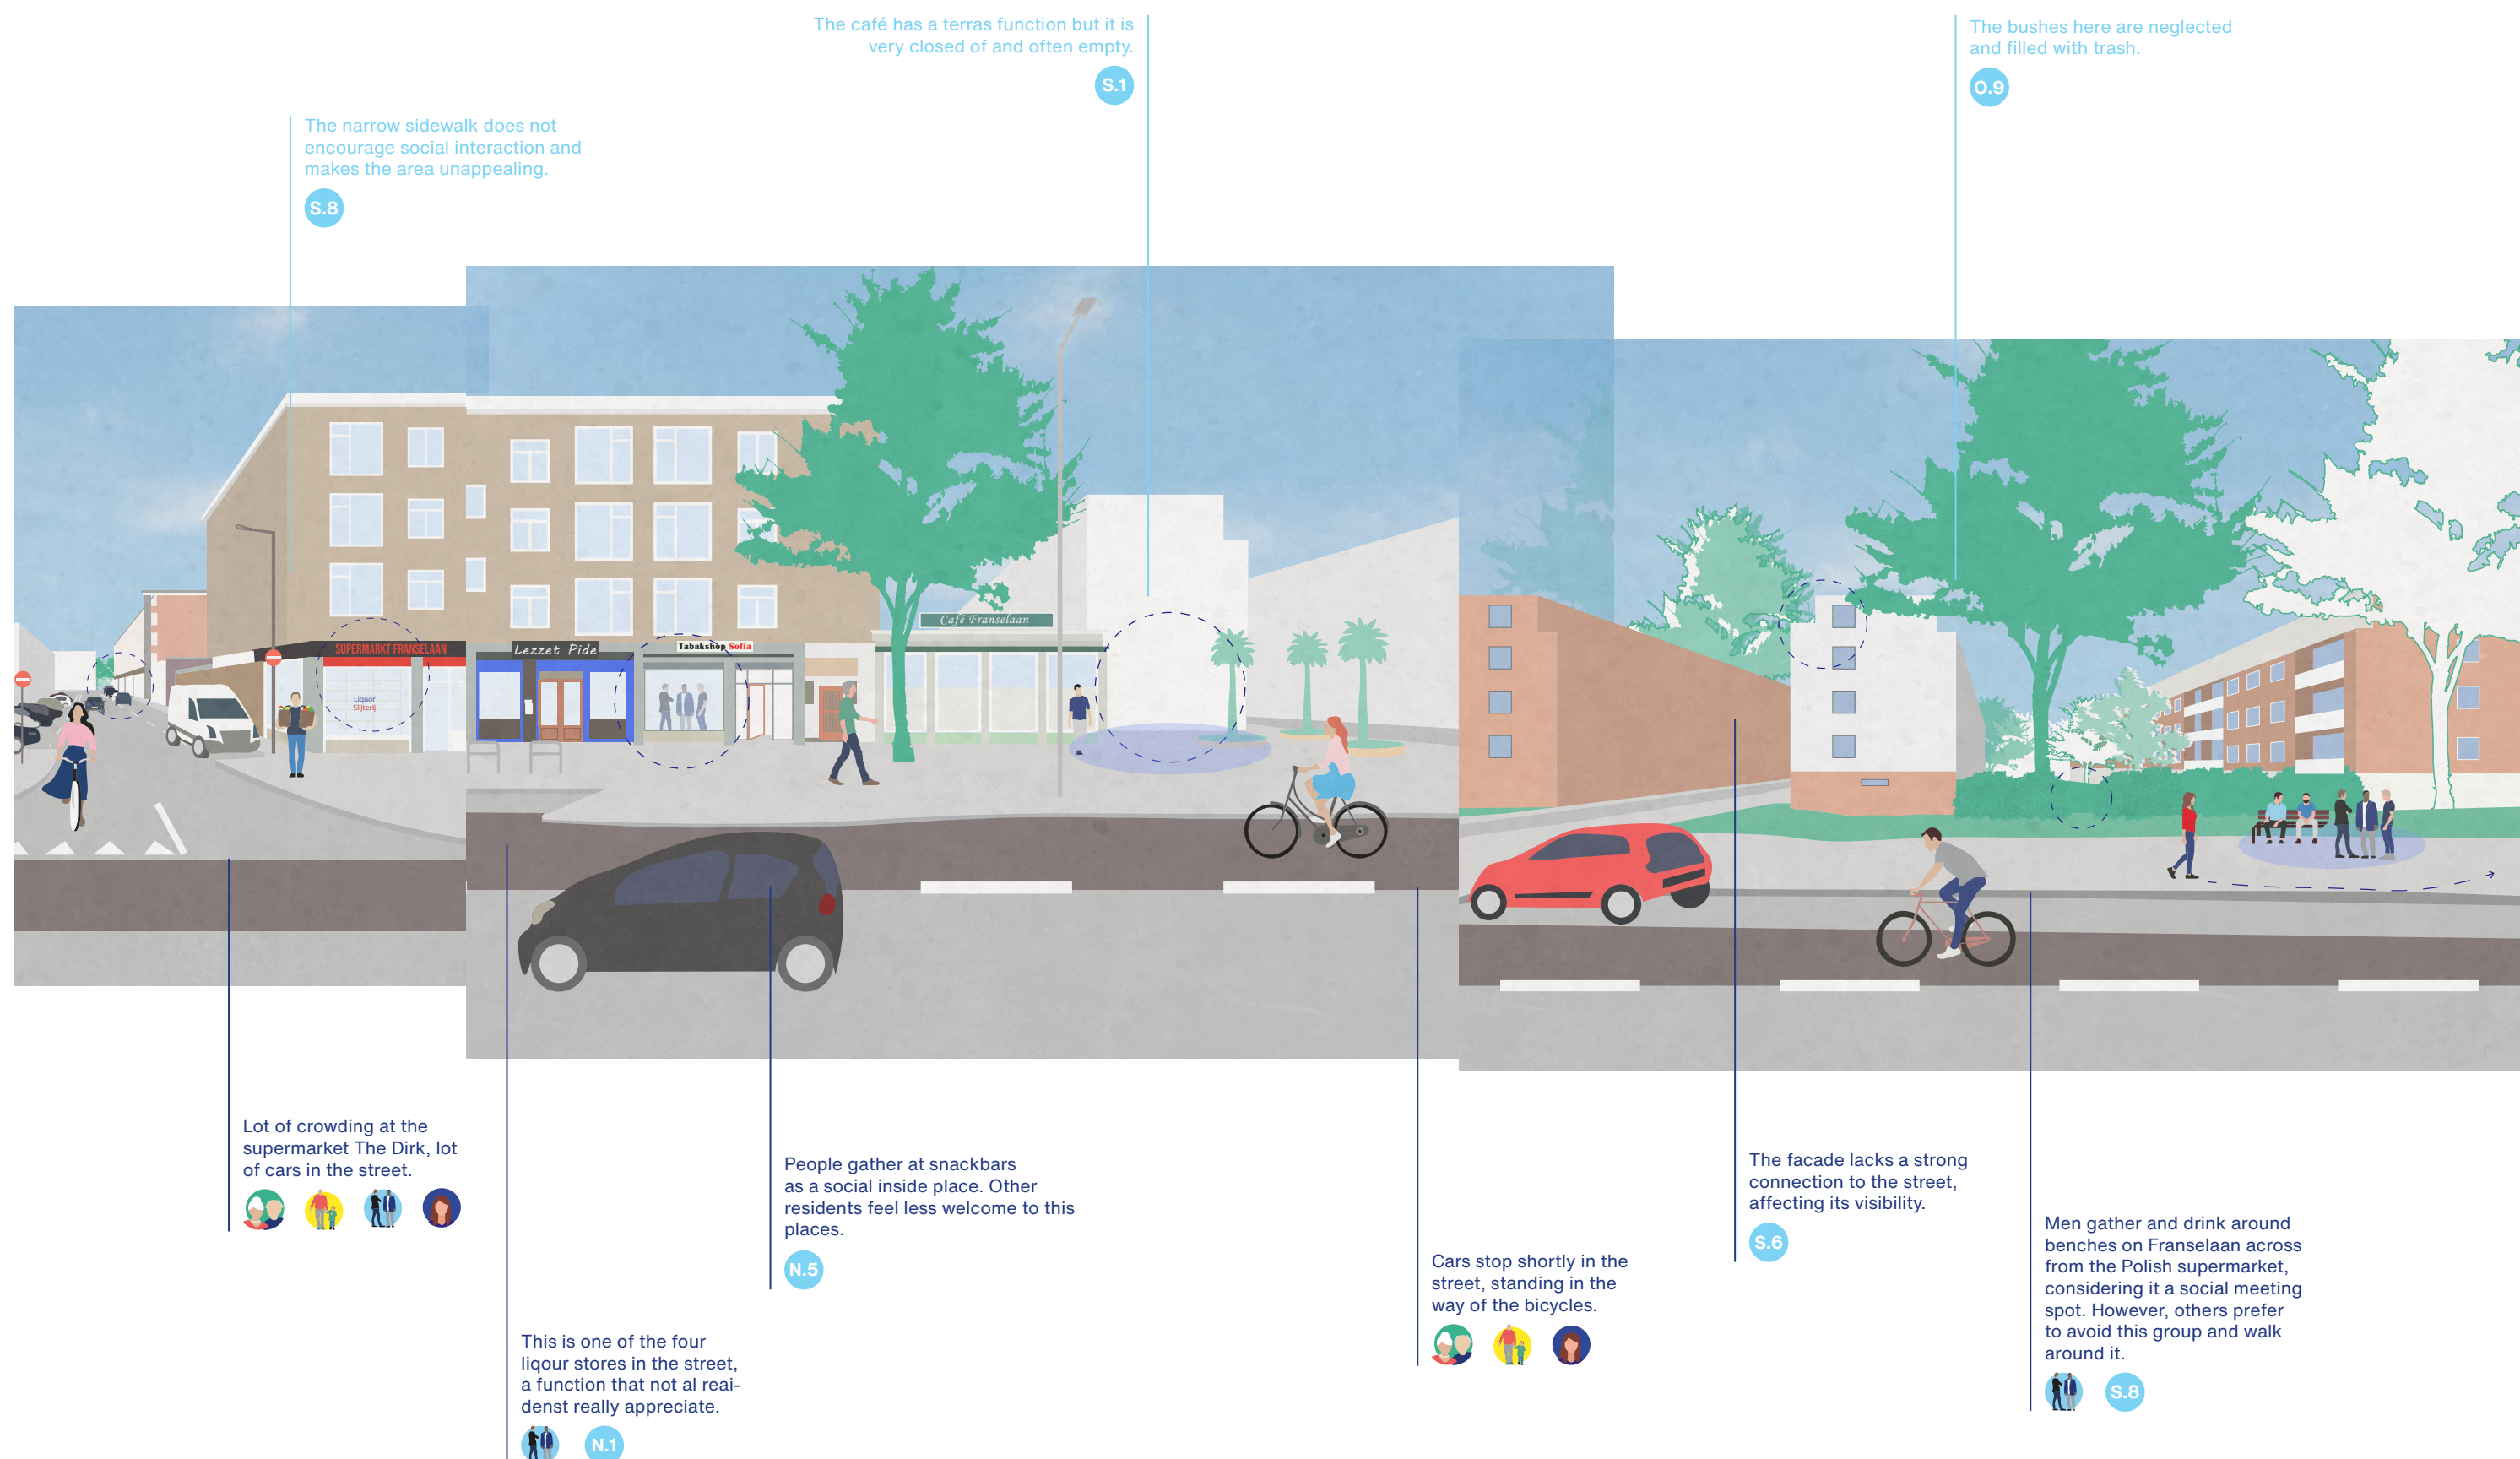 The café has a terras function but it is
very closed of and often empty.
S.1
The bushes here are neglected
and filled with trash.
O.9
The narrow sidewalk does not
encourage social interaction and
makes the area unappealing.
S.8
SUPERMARKT FRANSELAAN
Liquor
Slijterij
Lezzet Pide
Tabakshop Sofia
Café Franselaan
Lot of crowding at the
supermarket The Dirk, lot
of cars in the street.
This is one of the four
liqour stores in the street,
a function that not al reai-
denst really appreciate.
N.1
People gather at snackbars
as a social inside place. Other
residents feel less welcome to this
places.
N.5
Cars stop shortly in the
street, standing in the
way of the bicycles.
The facade lacks a strong
connection to the street,
affecting its visibility.
S.6
Men gather and drink around
benches on Franselaan across
from the Polish supermarket,
considering it a social meeting
spot. However, others prefer
to avoid this group and walk
around it.
S.8